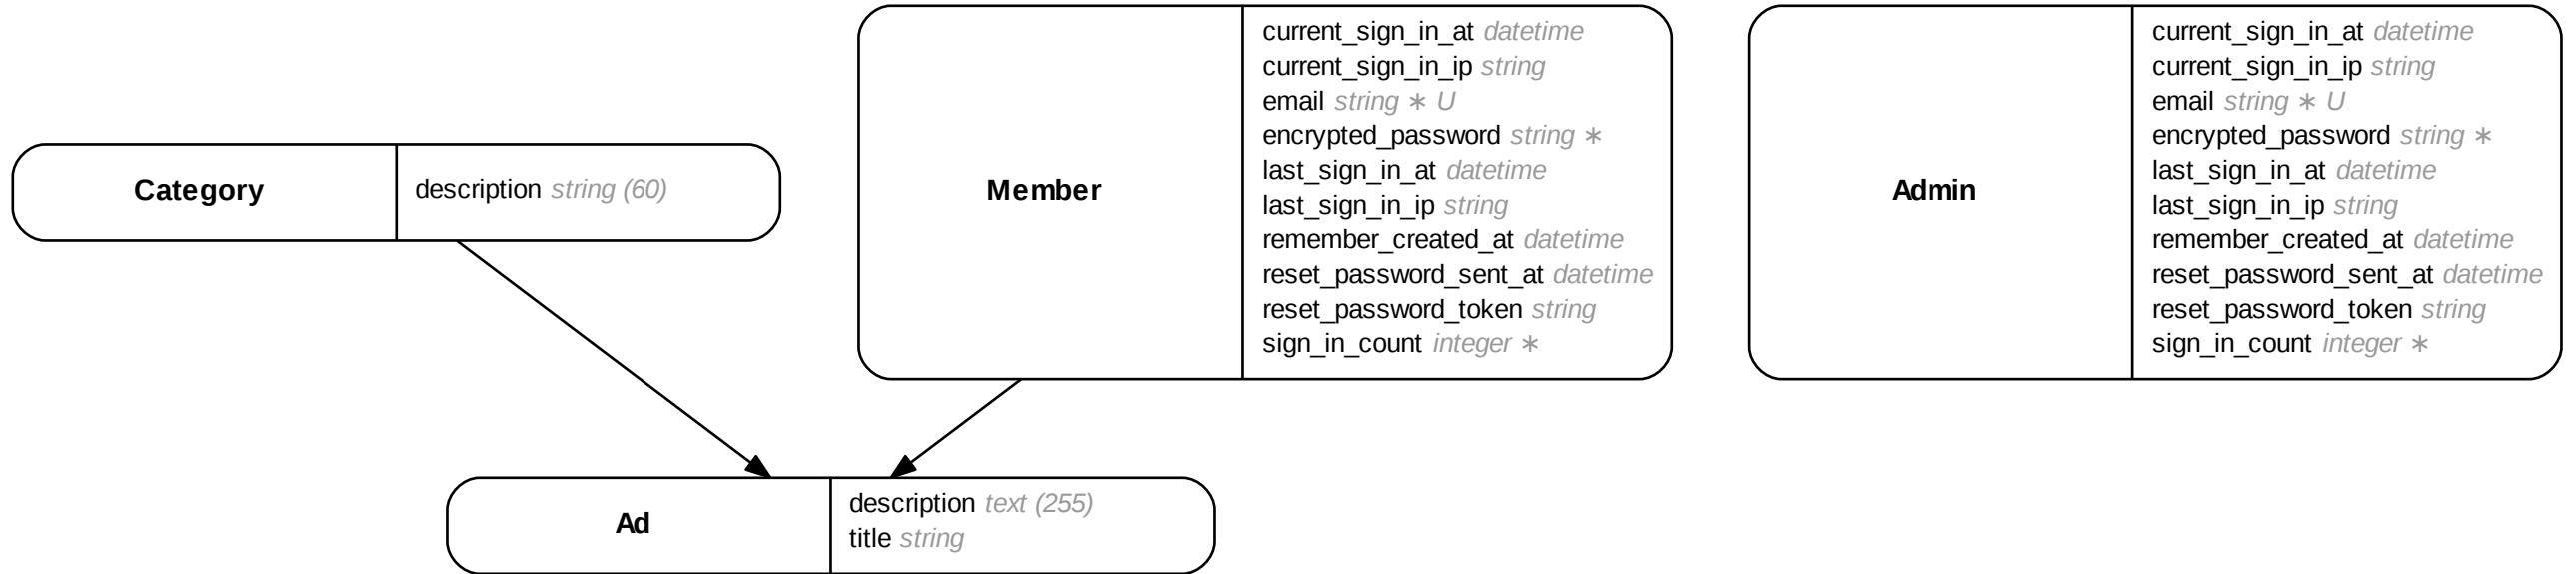 Category
description string (60)
Member
current_sign_in_at datetime
current_sign_in_ip string
email string ∗ U
encrypted_password string ∗
last_sign_in_at datetime
last_sign_in_ip string
remember_created_at datetime
reset_password_sent_at datetime
reset_password_token string
sign_in_count integer ∗
Admin
current_sign_in_at datetime
current_sign_in_ip string
email string ∗ U
encrypted_password string ∗
last_sign_in_at datetime
last_sign_in_ip string
remember_created_at datetime
reset_password_sent_at datetime
reset_password_token string
sign_in_count integer ∗
Ad
description text (255)
title string